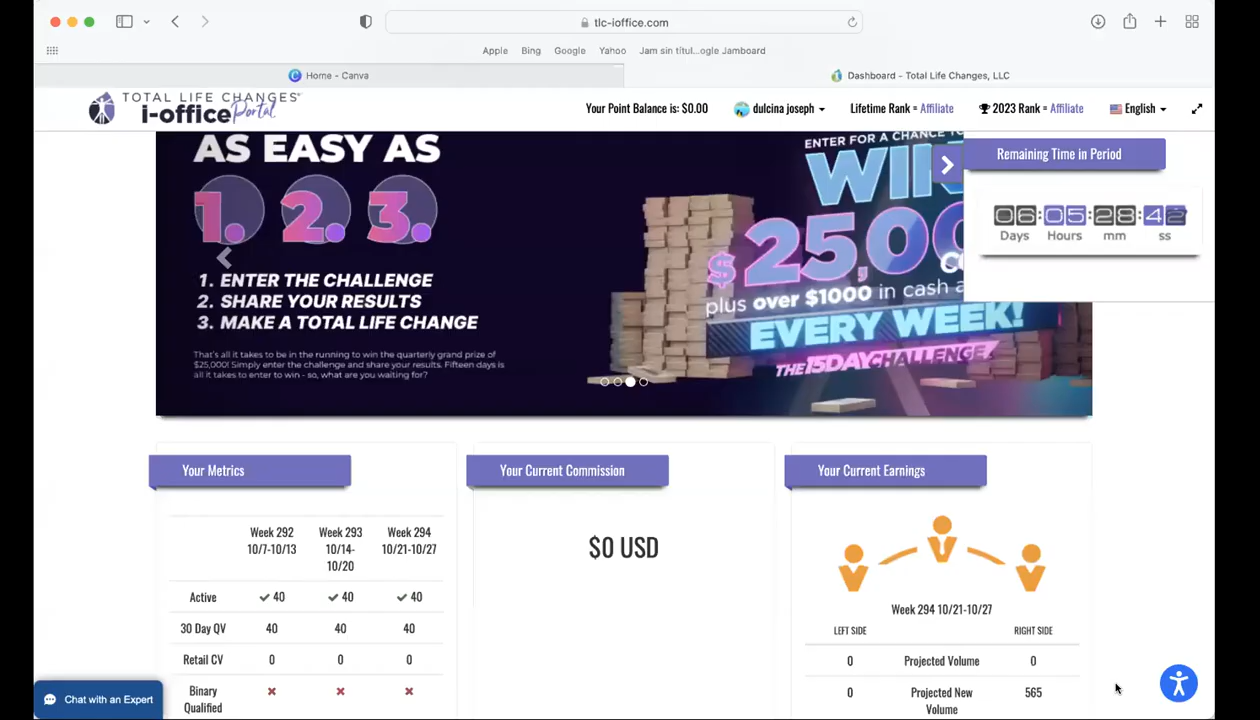 tlc-ioffice.com
Apple Bing Google Yahoo Jam sin títul...ogle Jamboard
Home – Canva
Dashboard - Total Life Changes, LLC
TOTAL LIFE CHANGES®
i-office Portal
Your Point Balance is: $0.00
dulcina joseph
Lifetime Rank = Affiliate
2023 Rank = Affiliate
English
AS EASY AS
1. 2. 3.
1. ENTER THE CHALLENGE
2. SHARE YOUR RESULTS
3. MAKE A TOTAL LIFE CHANGE
That's all it takes to be in the running to win the quarterly grand prize of
$25,000! Simply enter the challenge and share your results. Fifteen days is
all it takes to enter to win - so, what are you waiting for?
ENTER FOR A CHANCE TO
WIN
$25,00
plus over $1000 in cash a
EVERY WEEK!
THE 15DAYCHALLENGE
Remaining Time in Period
06:05:28:42
Days Hours mm ss
Your Metrics
Week 292 Week 293 Week 294
10/7-10/13 10/14- 10/21-10/27
10/20
Active 40 40 40
30 Day QV 40 40 40
Retail CV 0 0 0
Binary
Qualified
Your Current Commission
$0 USD
Your Current Earnings
Week 294 10/21-10/27
LEFT SIDE RIGHT SIDE
0 Projected Volume 0
0 Projected New 565
Volume
Chat with an Expert